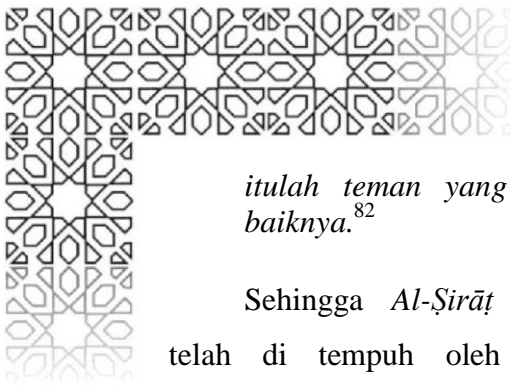 itulah teman yang
baiknya.82
Sehingga Al-Ṣirāṭ
telah di tempuh oleh